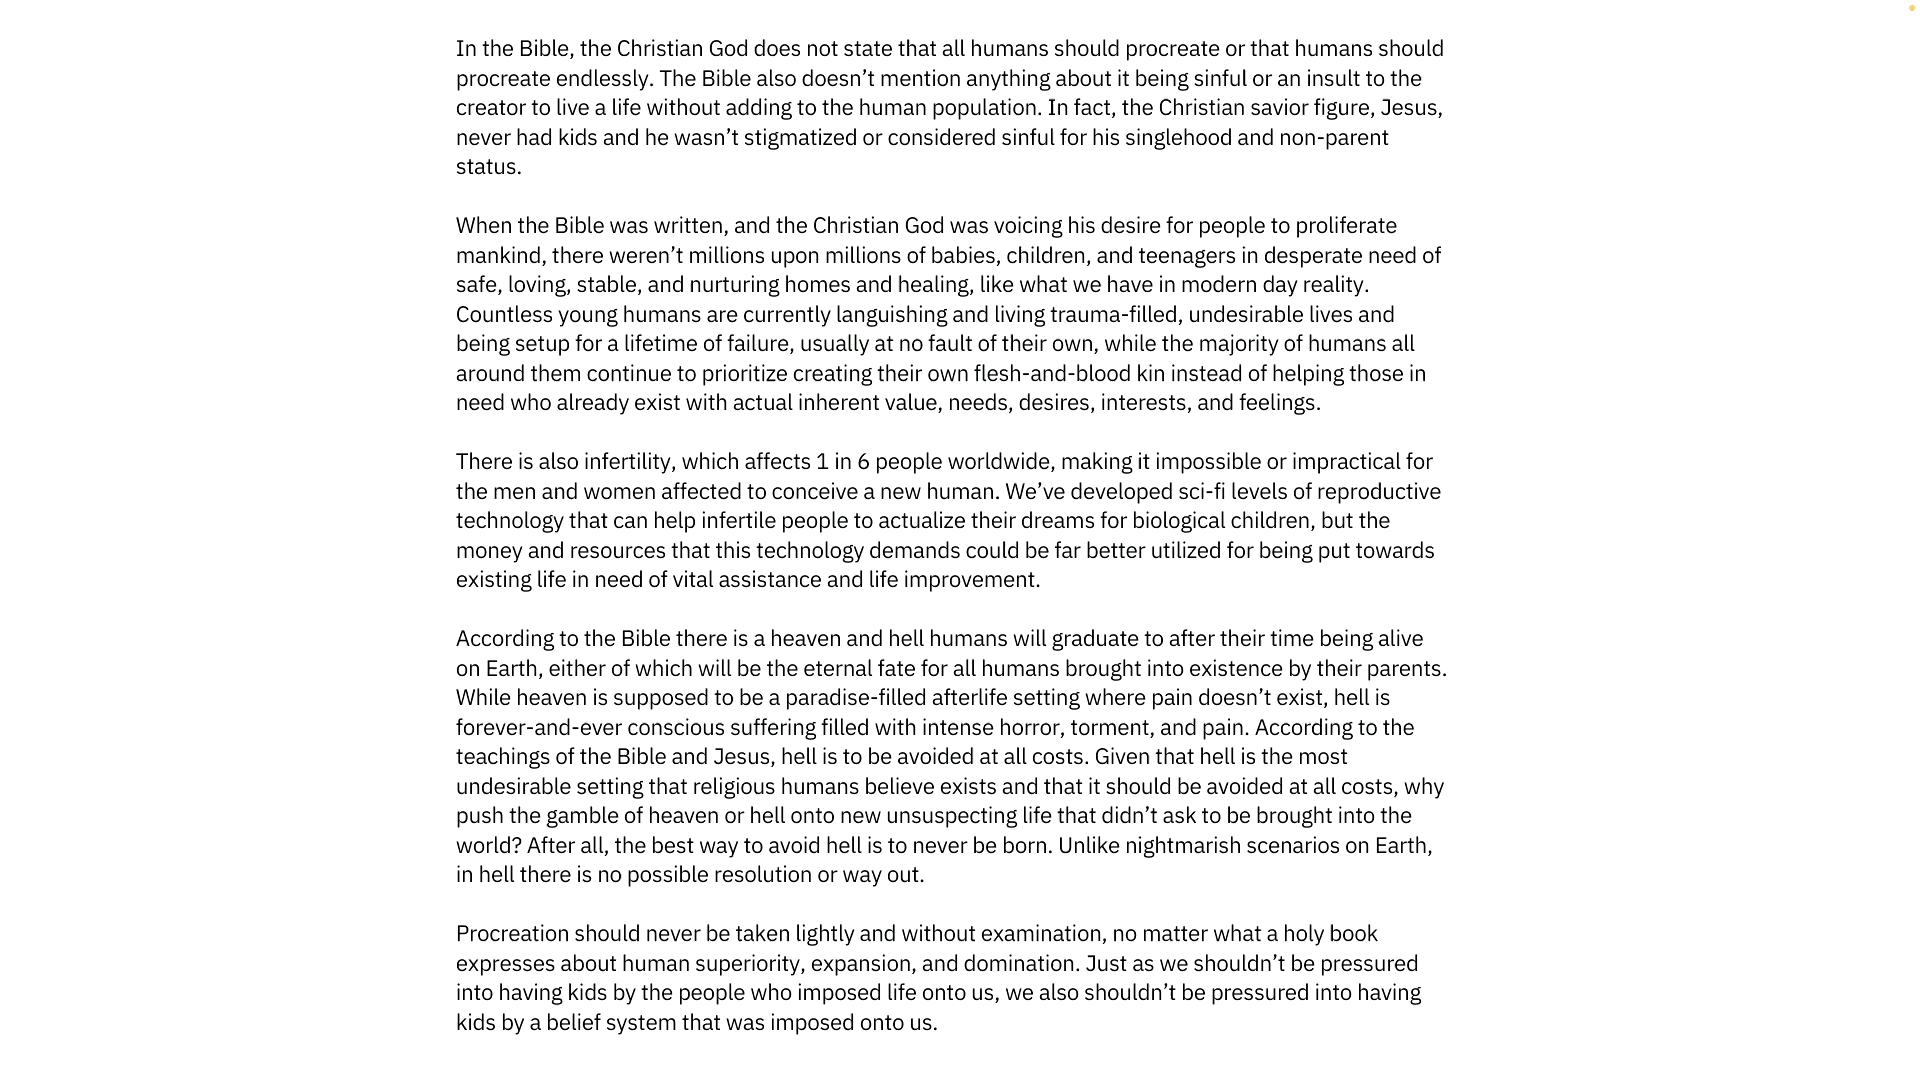 In the Bible, the Christian God does not state that all humans should procreate or that humans should
procreate endlessly. The Bible also doesn’t mention anything about it being sinful or an insult to the
creator to live a life without adding to the human population. In fact, the Christian savior figure, Jesus,
never had kids and he wasn’t stigmatized or considered sinful for his singlehood and non-parent
status.
When the Bible was written, and the Christian God was voicing his desire for people to proliferate
mankind, there weren’t millions upon millions of babies, children, and teenagers in desperate need of
safe, loving, stable, and nurturing homes and healing, like what we have in modern day reality.
Countless young humans are currently languishing and living trauma-filled, undesirable lives and
being setup for a lifetime of failure, usually at no fault of their own, while the majority of humans all
around them continue to prioritize creating their own flesh-and-blood kin instead of helping those in
need who already exist with actual inherent value, needs, desires, interests, and feelings.
There is also infertility, which affects 1 in 6 people worldwide, making it impossible or impractical for
the men and women affected to conceive a new human. We’ve developed sci-fi levels of reproductive
technology that can help infertile people to actualize their dreams for biological children, but the
money and resources that this technology demands could be far better utilized for being put towards
existing life in need of vital assistance and life improvement.
According to the Bible there is a heaven and hell humans will graduate to after their time being alive
on Earth, either of which will be the eternal fate for all humans brought into existence by their parents.
While heaven is supposed to be a paradise-filled afterlife setting where pain doesn’t exist, hell is
forever-and-ever conscious suffering filled with intense horror, torment, and pain. According to the
teachings of the Bible and Jesus, hell is to be avoided at all costs. Given that hell is the most
undesirable setting that religious humans believe exists and that it should be avoided at all costs, why
push the gamble of heaven or hell onto new unsuspecting life that didn’t ask to be brought into the
world? After all, the best way to avoid hell is to never be born. Unlike nightmarish scenarios on Earth,
in hell there is no possible resolution or way out.
Procreation should never be taken lightly and without examination, no matter what a holy book
expresses about human superiority, expansion, and domination. Just as we shouldn’t be pressured
into having kids by the people who imposed life onto us, we also shouldn’t be pressured into having
kids by a belief system that was imposed onto us.